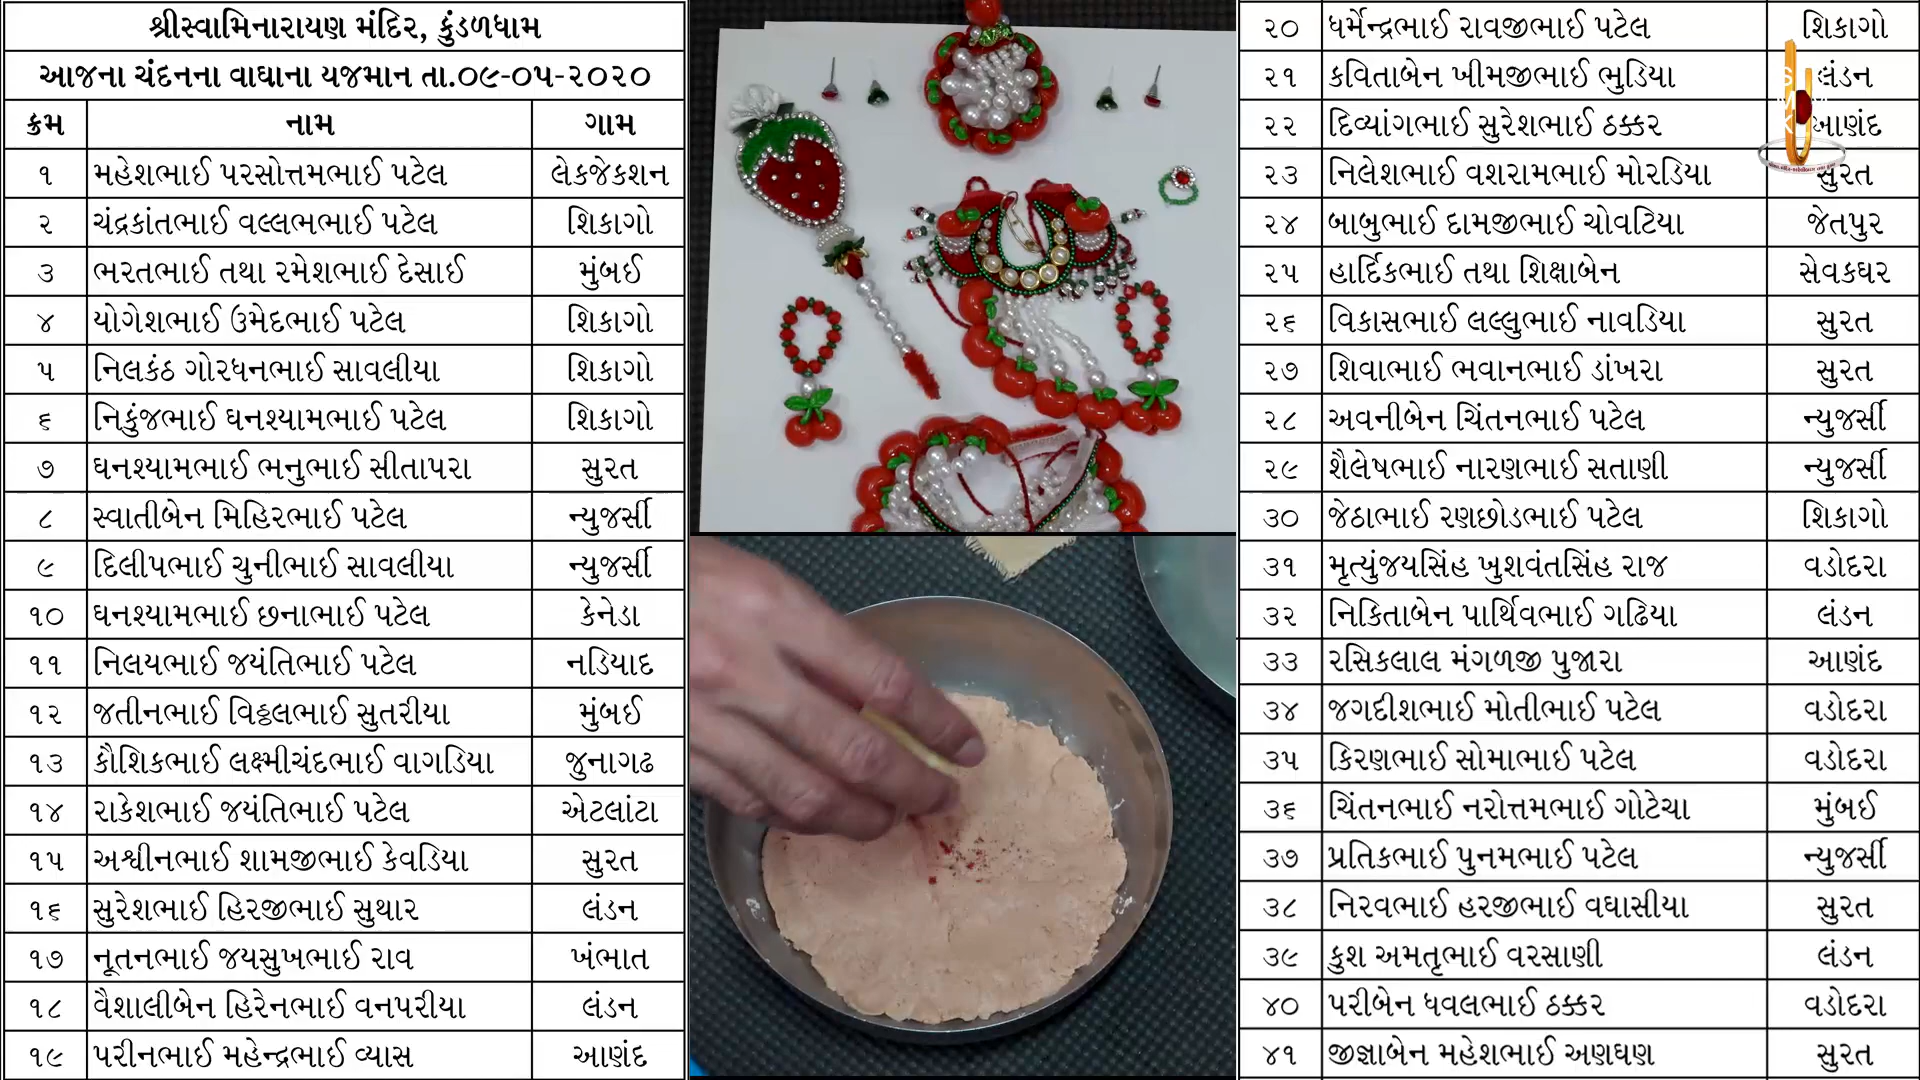 શ્રીસ્વામિનારાયણ મંદિર, કુંડળધામ
આજના ચંદનના વાઘાના યજમાન તા.૦૯-૦૫-૨૦૨૦
ક્રમ નામ ગામ
૧ મહેશભાઈ પરસોત્તમભાઈ પટેલ લેકજેકશન
૨ ચંદ્રકાંતભાઈ વલ્લભભાઈ પટેલ શિકાગો
૩ ભરતભાઈ તથા રમેશભાઈ દેસાઈ મુંબઈ
૪ યોગેશભાઈ ઉમેદભાઈ પટેલ શિકાગો
૫ નિલકંઠ ગોરધનભાઈ સાવલીયા શિકાગો
૬ નિકુંજભાઈ ઘનશ્યામભાઈ પટેલ શિકાગો
૭ ઘનશ્યામભાઈ ભનુભાઈ સીતાપરા સુરત
૮ સ્વાતીબેન મિહિરભાઈ પટેલ ન્યુજર્સી
૯ દિલીપભાઈ ચુનીભાઈ સાવલીયા ન્યુજર્સી
૧૦ ઘનશ્યામભાઈ છનાભાઈ પટેલ કેનેડા
૧૧ નિલયભાઈ જયંતિભાઈ પટેલ નડિયાદ
૧૨ જતીનભાઈ વિઠ્ઠલભાઈ સુતરીયા મુંબઈ
૧૩ કૌશિકભાઈ લક્ષ્મીચંદભાઈ વાગડિયા જુનાગઢ
૧૪ રાકેશભાઈ જયંતિભાઈ પટેલ એટલાંટા
૧૫ અશ્વીનભાઈ શામજીભાઈ કેવડિયા સુરત
૧૬ સુરેશભાઈ હિરજીભાઈ સુથાર લંડન
૧૭ નૂતનભાઈ જયસુખભાઈ રાવ ખંભાત
૧૮ વૈશાલીબેન હિરેનભાઈ વનપરીયા લંડન
૧૯ પરીનભાઈ મહેન્દ્રભાઈ વ્યાસ આણંદ
૨૦ ધર્મેન્દ્રભાઈ રાવજીભાઈ પટેલ શિકાગો
૨૧ કવિતાબેન ખીમજીભાઈ ભુડિયા લંડન
૨૨ દિવ્યાંગભાઈ સુરેશભાઈ ઠક્કર આણંદ
૨૩ નિલેશભાઈ વશરામભાઈ મોરડિયા સુરત
૨૪ બાબુભાઈ દામજીભાઈ ચોવટિયા જેતપુર
૨૫ હાર્દિકભાઈ તથા શિક્ષાબેન સેવકઘર
૨૬ વિકાસભાઈ લલ્લુભાઈ નાવડિયા સુરત
૨૭ શિવાભાઈ ભવાનભાઈ ડાંખરા સુરત
૨૮ અવનીબેન ચિંતનભાઈ પટેલ ન્યુજર્સી
૨૯ શૈલેષભાઈ નારણભાઈ સતાણી ન્યુજર્સી
૩૦ જેઠાભાઈ રણછોડભાઈ પટેલ શિકાગો
૩૧ મૃત્યુંજયસિંહ ખુશવંતસિંહ રાજ વડોદરા
૩૨ નિકિતાબેન પાર્થિવભાઈ ગઢિયા લંડન
૩૩ રસિકલાલ મંગળજી પુજારા આણંદ
૩૪ જગદીશભાઈ મોતીભાઈ પટેલ વડોદરા
૩૫ કિરણભાઈ સોમાભાઈ પટેલ વડોદરા
૩૬ ચિંતનભાઈ નરોત્તમભાઈ ગોટેચા મુંબઈ
૩૭ પ્રતિકભાઈ પુનમભાઈ પટેલ ન્યુજર્સી
૩૮ નિરવભાઈ હરજીભાઈ વઘાસીયા સુરત
૩૯ કુશ અમતૃભાઈ વરસાણી લંડન
૪૦ પરીબેન ધવલભાઈ ઠક્કર વડોદરા
૪૧ જીજ્ઞાબેન મહેશભાઈ અણઘણ સુરત